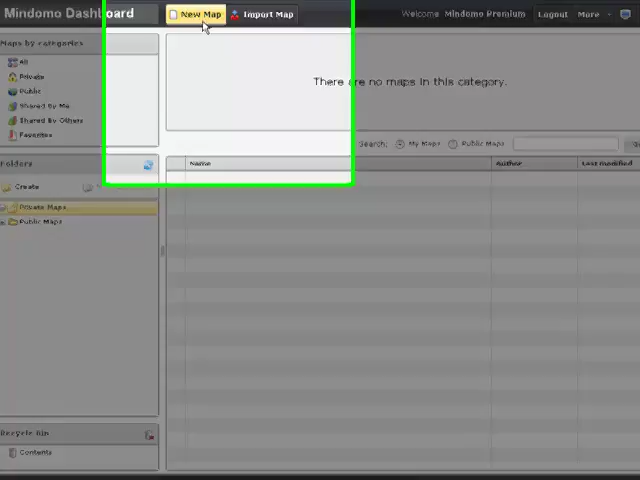 Mindomo Dashboard
New Map
Import Map
Welcome Mindomo Premium
Logout
More
Maps by categories
All
Private
Public
Shared By Me
Shared By Others
Favorites
There are no maps in this category.
Search:
My Maps
Public Maps
Folders
Create
Private Maps
Public Maps
Name
Author
Last modified
Recycle Bin
Contents